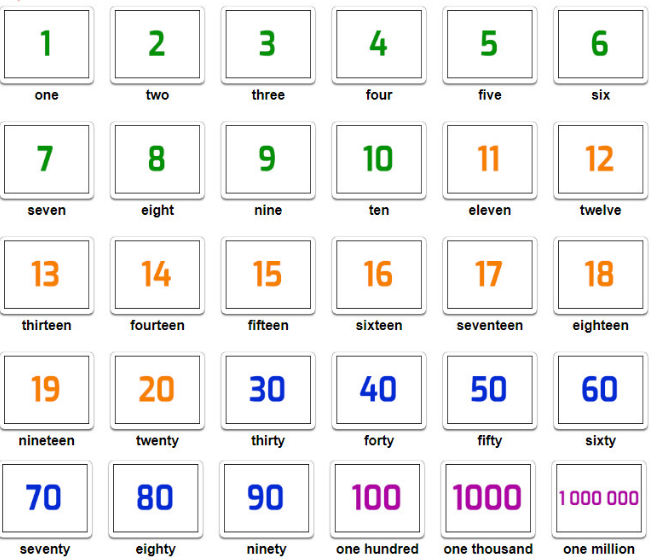 1 2 3 4 5 6
one two three four five six
7 8 9 10 11 12
seven eight nine ten eleven twelve
13 14 15 16 17 18
thirteen fourteen fifteen sixteen seventeen eighteen
19 20 30 40 50 60
nineteen twenty thirty forty fifty sixty
70 80 90 100 1000 1 000 000
seventy eighty ninety one hundred one thousand one million